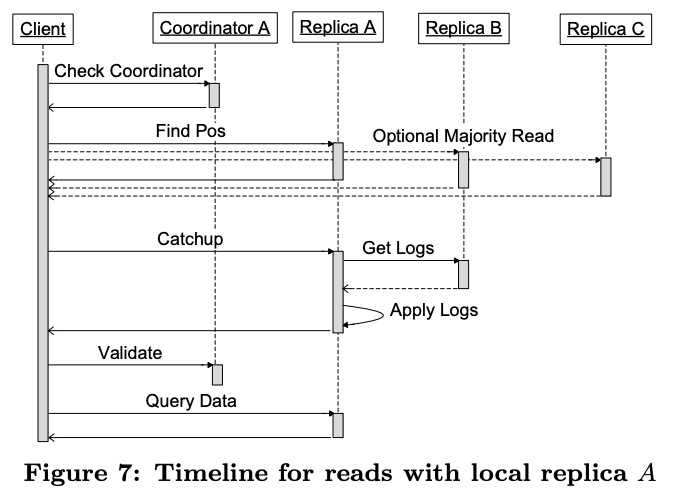 Client
Coordinator A
Replica A
Replica B
Replica C
Check Coordinator
Find Pos
Optional Majority Read
Catchup
Get Logs
Apply Logs
Validate
Query Data
Figure 7: Timeline for reads with local replica A